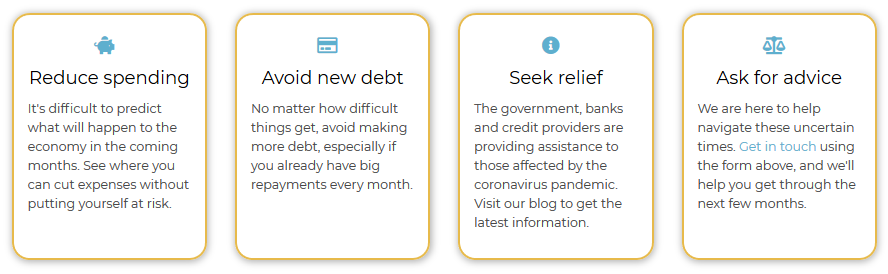 Reduce spending
It's difficult to predict
what will happen to the
economy in the coming
months. See where you
can cut expenses without
putting yourself at risk.
Avoid new debt
No matter how difficult
things get, avoid making
more debt, especially if
you already have big
repayments every month.
Seek relief
The government, banks
and credit providers are
providing assistance to
those affected by the
coronavirus pandemic.
Visit our blog to get the
latest information.
Ask for advice
We are here to help
navigate these uncertain
times. Get in touch using
the form above, and we'll
help you get through the
next few months.